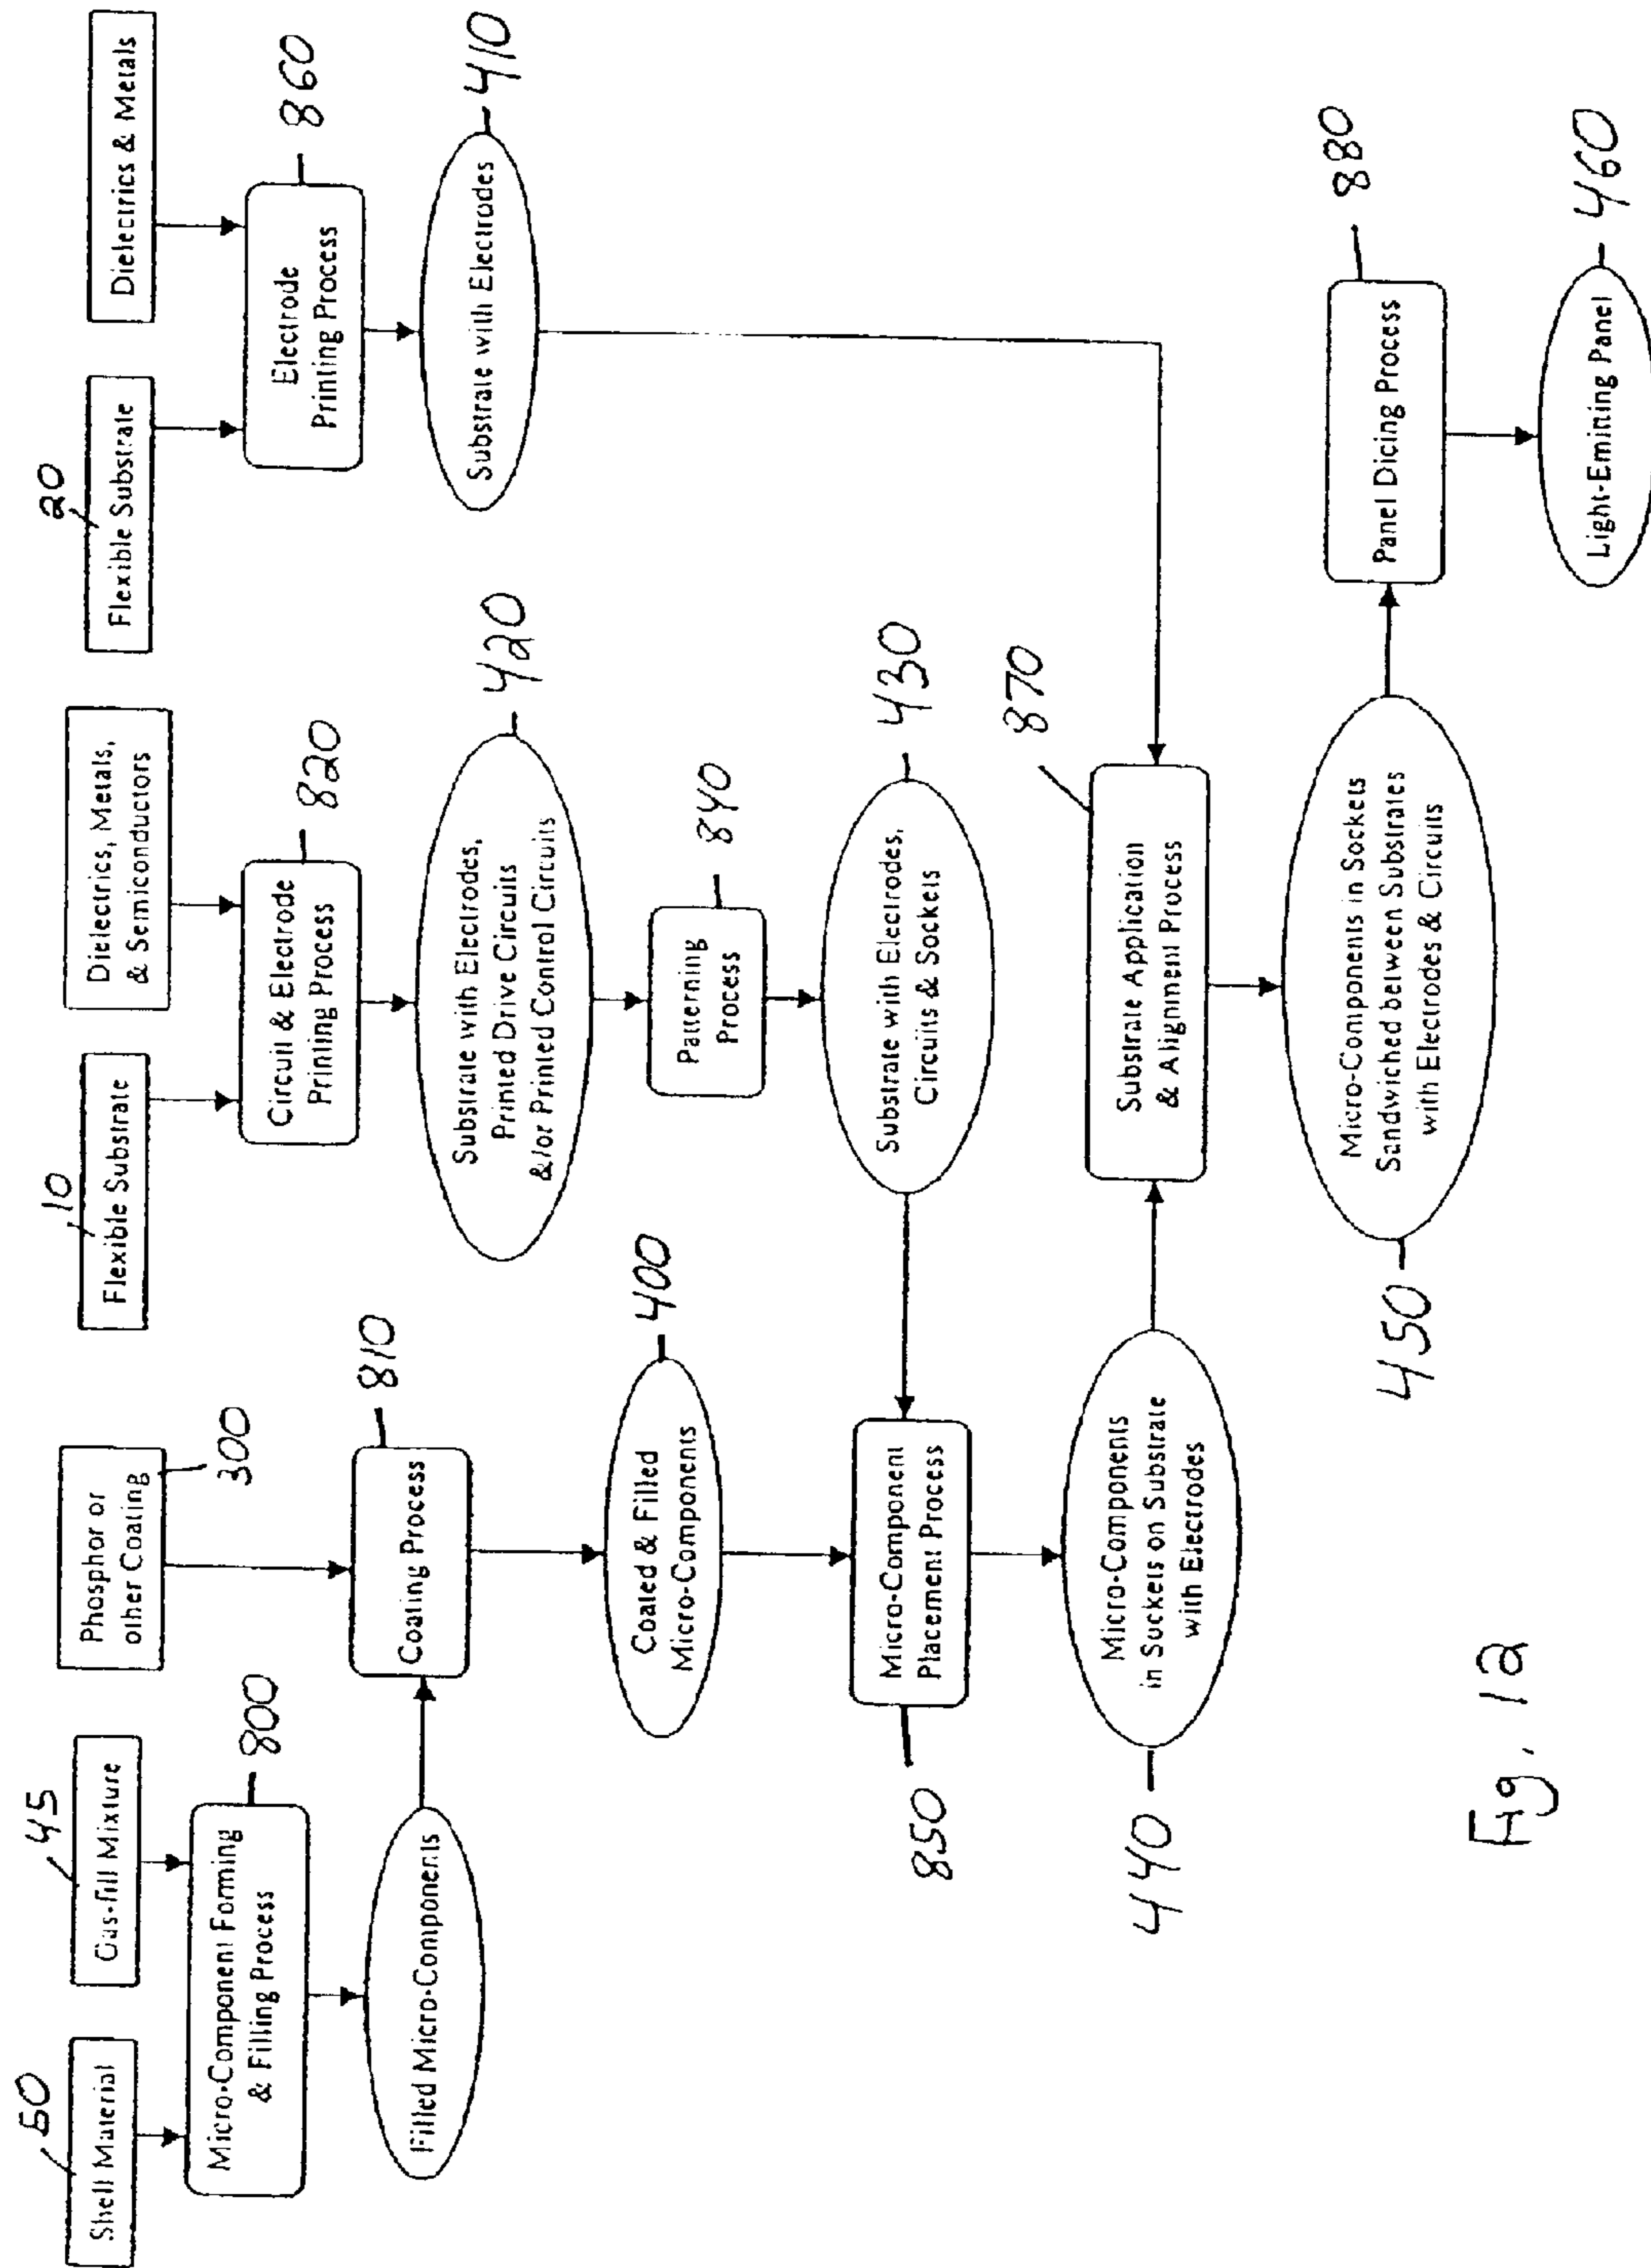 50
Shell Material
45
Gas-fill Mixture
Micro-Component Forming
& Filling Process
800
Filled Micro-Components
Phosphor or
other Coating
300
Coating Process
810
Coated & Filled
Micro-Components
400
10
Flexible Substrate
Dielectrics, Metals,
& Semiconductors
Circuit & Electrode
Printing Process
820
Substrate with Electrodes,
Printed Drive Circuits
&/or Printed Control Circuits
420
Patterning
Process
840
Substrate with Electrodes,
Circuits & Sockets
430
20
Flexible Substrate
Dielectrics & Metals
Electrode
Printing Process
860
Substrate with Electrodes
410
Micro-Component
Placement Process
850
Micro-Components
in Sockets on Substrate
with Electrodes
440
Substrate Application
& Alignment Process
870
Micro-Components in Sockets
Sandwiched between Substrates
with Electrodes & Circuits
450
Panel Dicing Process
880
Light-Emitting Panel
460
Fig. 12